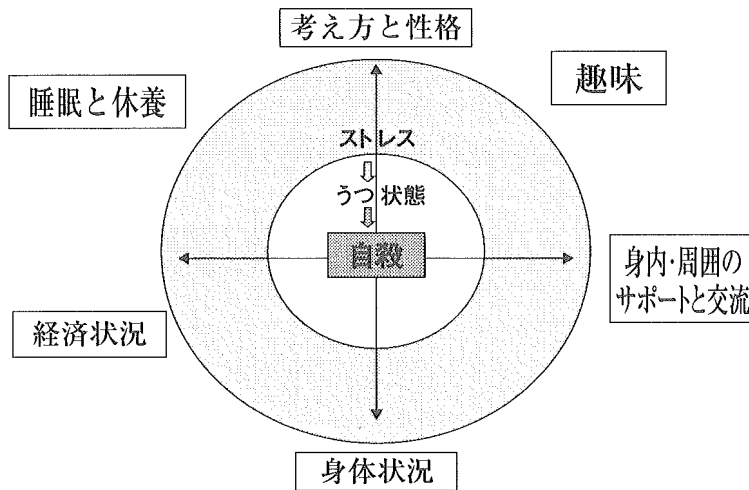 考え方と性格
趣味
睡眠と休養
ストレス
うつ状態
自殺
身内・周囲の
サポートと交流
経済状況
身体状況